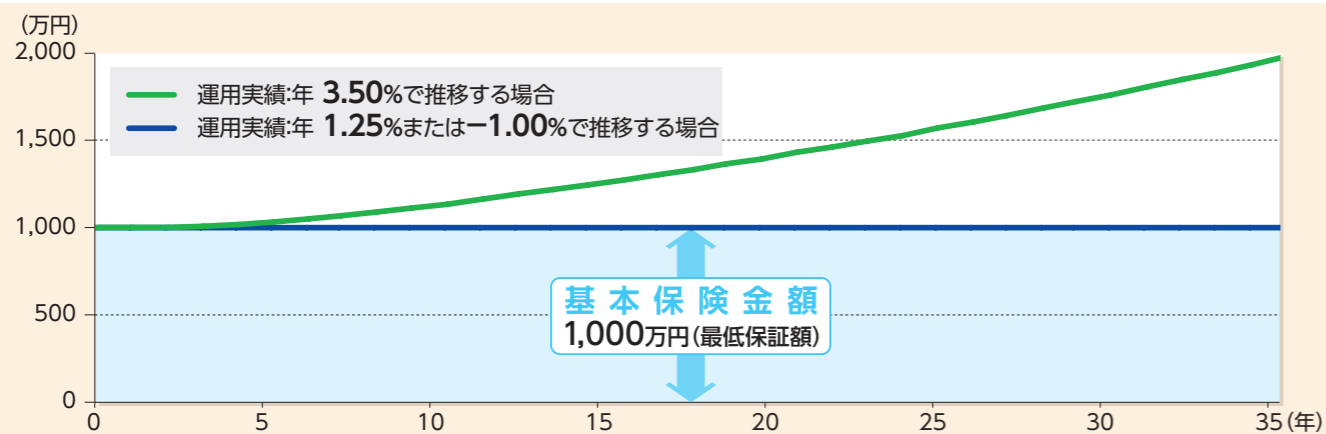 (万円)
2,000
運用実績:年 3.50%で推移する場合
運用実績:年 1.25%または−1.00%で推移する場合
1,500
1,000
基本保険金額
1,000万円(最低保証額)
500
0
0 5 10 15 20 25 30 35 (年)